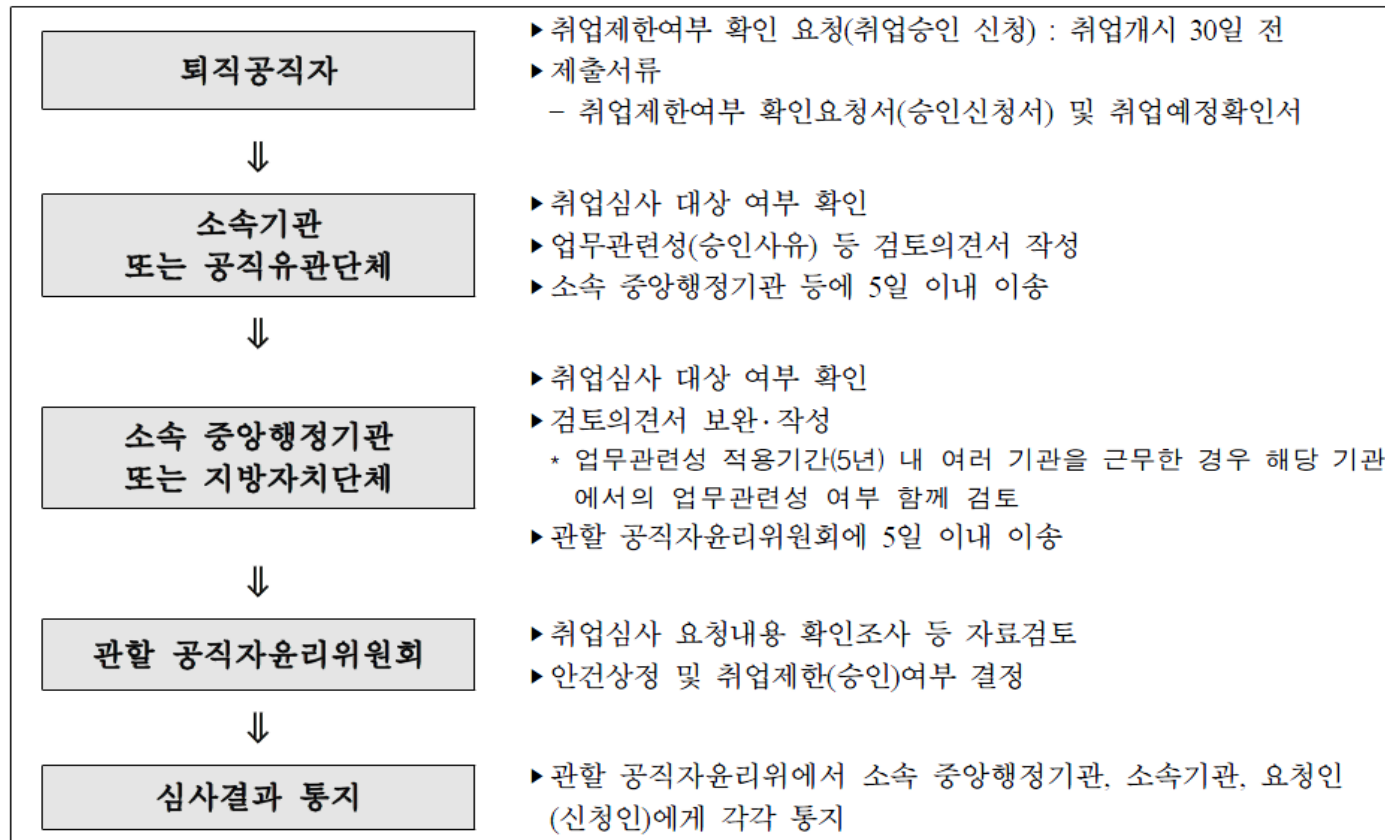 퇴직공직자
▶취업제한여부 확인 요청(취업승인 신청) : 취업개시 30일 전
▶제출서류
− 취업제한여부 확인요청서(승인신청서) 및 취업예정확인서
⇓
소속기관
또는 공직유관단체
▶취업심사 대상 여부 확인
▶업무관련성(승인사유) 등 검토의견서 작성
▶소속 중앙행정기관 등에 5일 이내 이송
⇓
소속 중앙행정기관
또는 지방자치단체
▶취업심사 대상 여부 확인
▶검토의견서 보완·작성
* 업무관련성 적용기간(5년) 내 여러 기관을 근무한 경우 해당 기관
에서의 업무관련성 여부 함께 검토
▶관할 공직자윤리위원회에 5일 이내 이송
⇓
관할 공직자윤리위원회
▶취업심사 요청내용 확인조사 등 자료검토
▶안건상정 및 취업제한(승인)여부 결정
⇓
심사결과 통지
▶관할 공직자윤리위에서 소속 중앙행정기관, 소속기관, 요청인
(신청인)에게 각각 통지